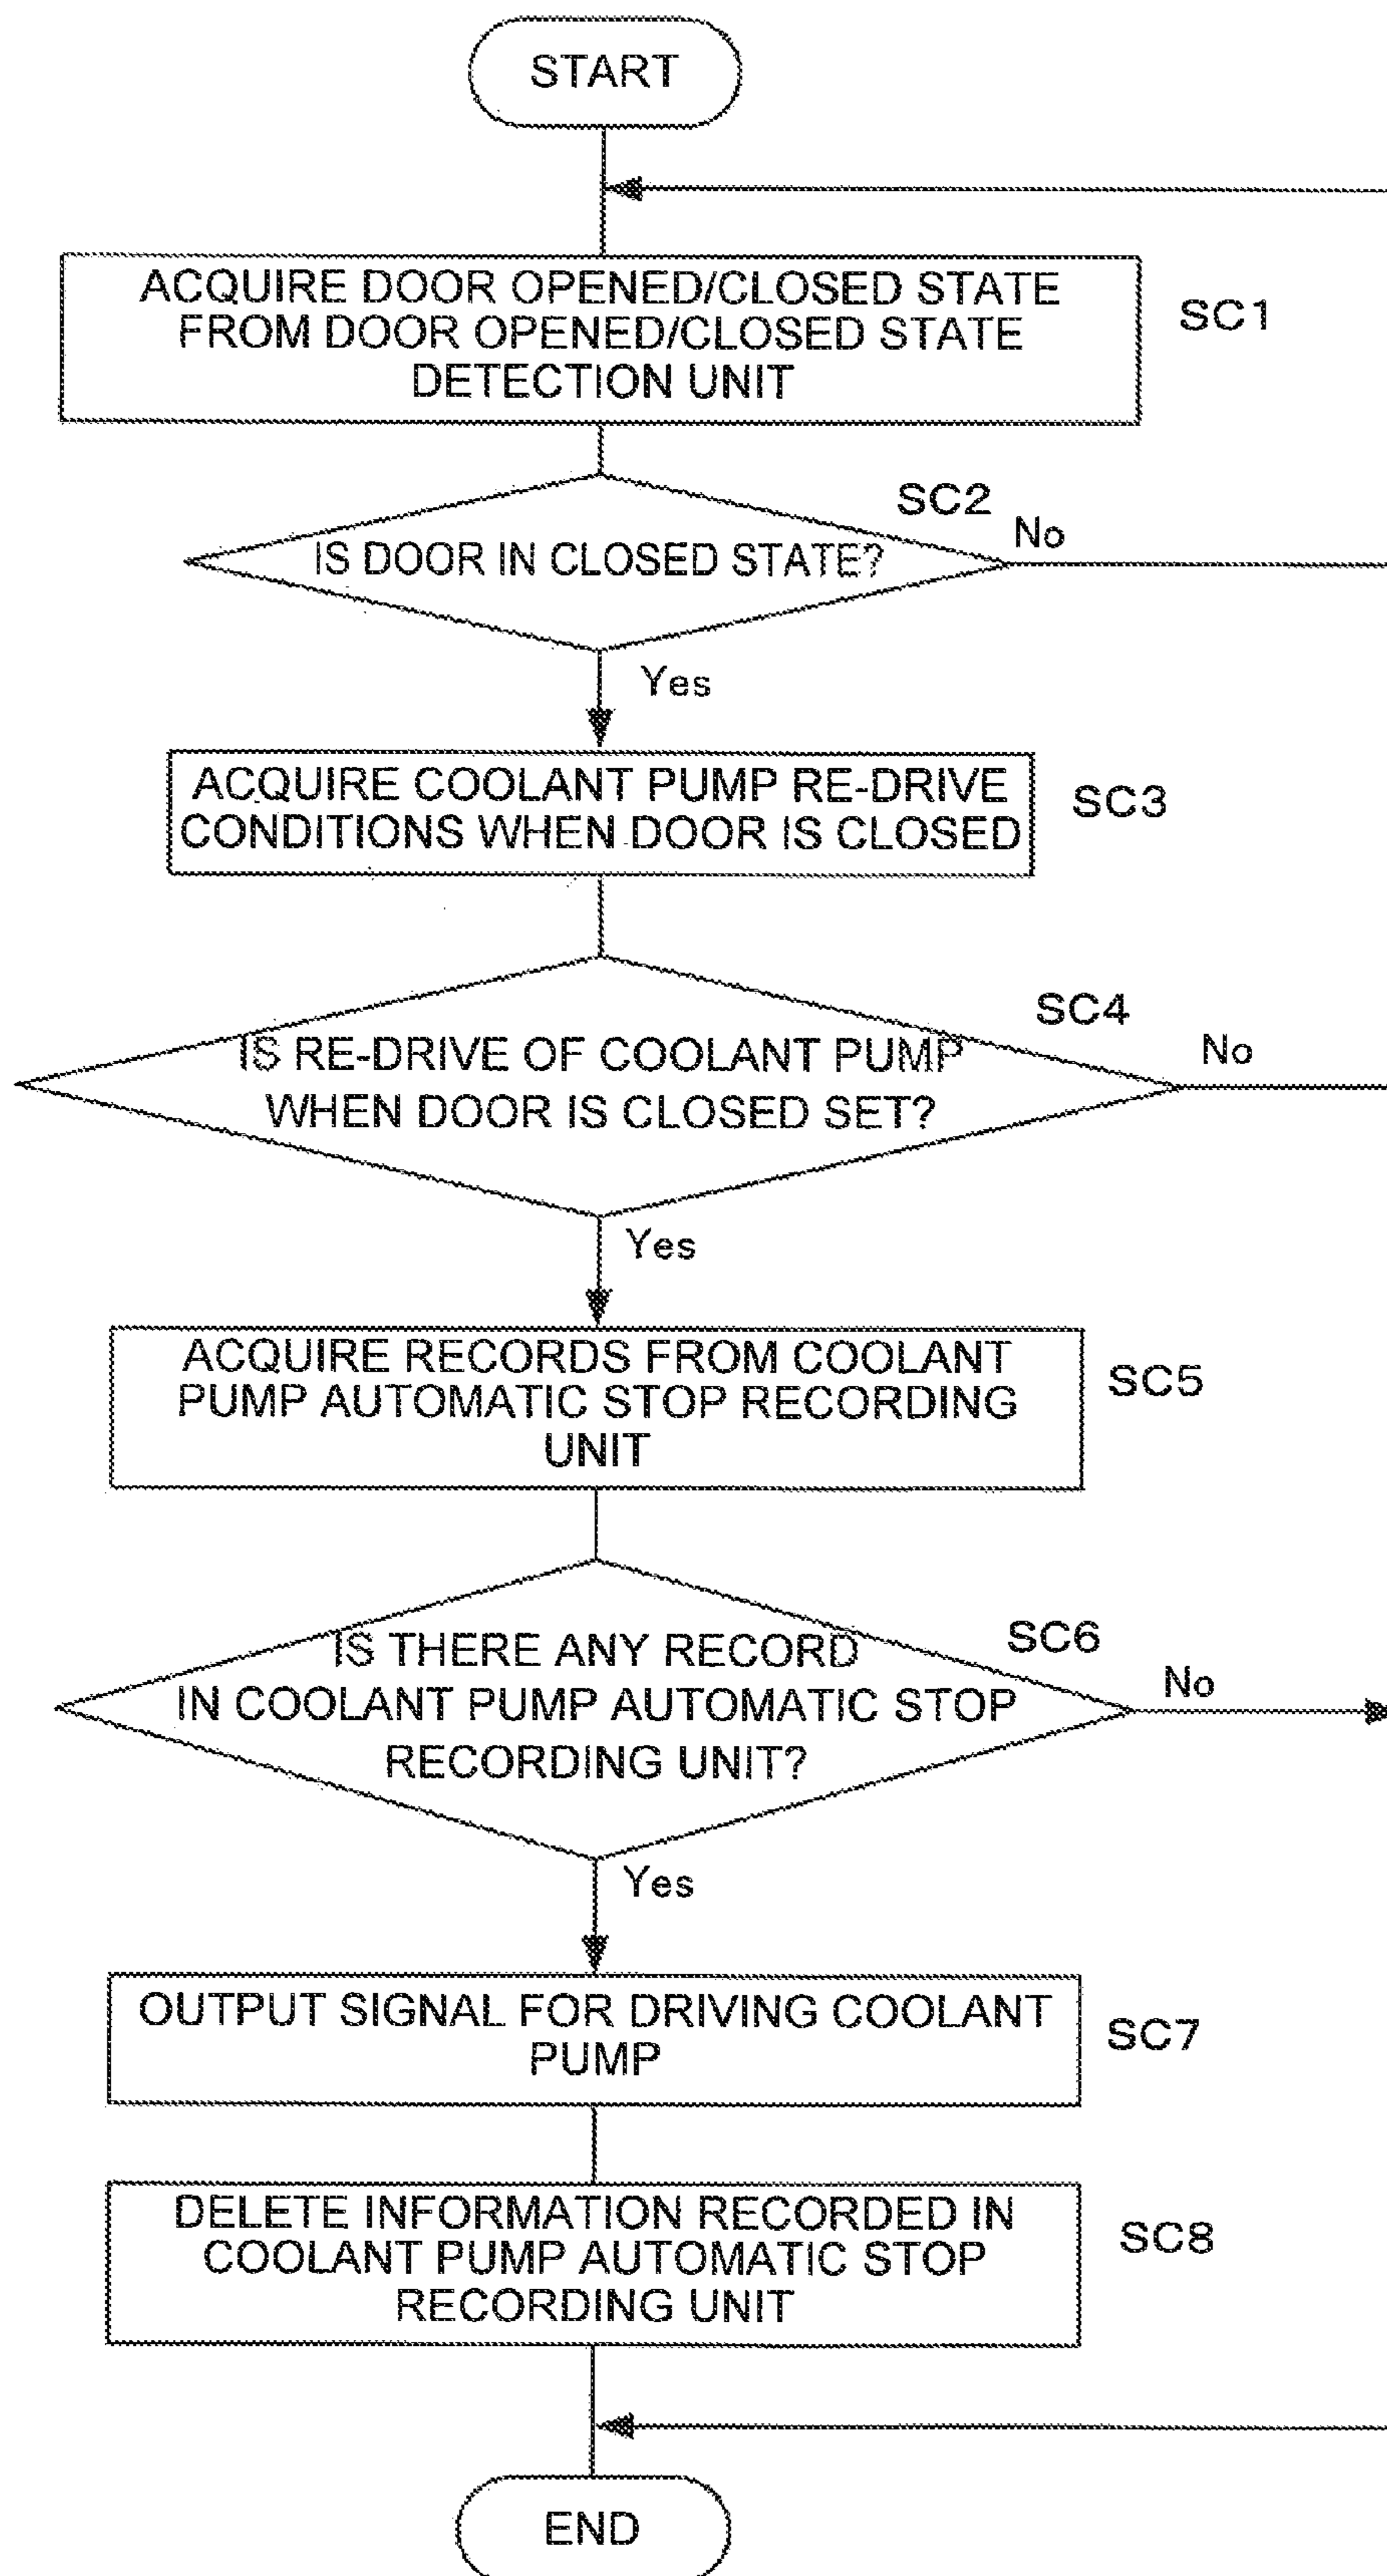 START
ACQUIRE DOOR OPENED/CLOSED STATE
FROM DOOR OPENED/CLOSED STATE
DETECTION UNIT
SC1
SC2
IS DOOR IN CLOSED STATE?
No
Yes
ACQUIRE COOLANT PUMP RE-DRIVE
CONDITIONS WHEN DOOR IS CLOSED
SC3
SC4
IS RE-DRIVE OF COOLANT PUMP
WHEN DOOR IS CLOSED SET?
No
Yes
ACQUIRE RECORDS FROM COOLANT
PUMP AUTOMATIC STOP RECORDING
UNIT
SC5
SC6
IS THERE ANY RECORD
IN COOLANT PUMP AUTOMATIC STOP
RECORDING UNIT?
No
Yes
OUTPUT SIGNAL FOR DRIVING COOLANT
PUMP
SC7
DELETE INFORMATION RECORDED IN
COOLANT PUMP AUTOMATIC STOP
RECORDING UNIT
SC8
END